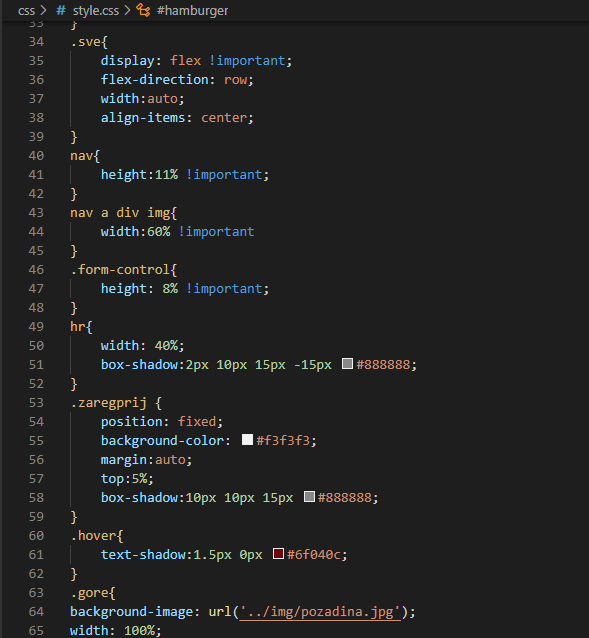 css > # style.css > #hamburger
33 }
34 .sve{
35 display: flex !important;
36 flex-direction: row;
37 width:auto;
38 align-items: center;
39 }
40 nav{
41 height:11% !important;
42 }
43 nav a div img{
44 width:60% !important
45 }
46 .form-control{
47 height: 8% !important;
48 }
49 hr{
50 width: 40%;
51 box-shadow:2px 10px 15px -15px #888888;
52 }
53 .zaregprij {
54 position: fixed;
55 background-color: #f3f3f3;
56 margin:auto;
57 top:5%;
58 box-shadow:10px 10px 15px #888888;
59 }
60 .hover{
61 text-shadow:1.5px 0px #6f040c;
62 }
63 .gore{
64 background-image: url('../img/pozadina.jpg');
65 width: 100%;